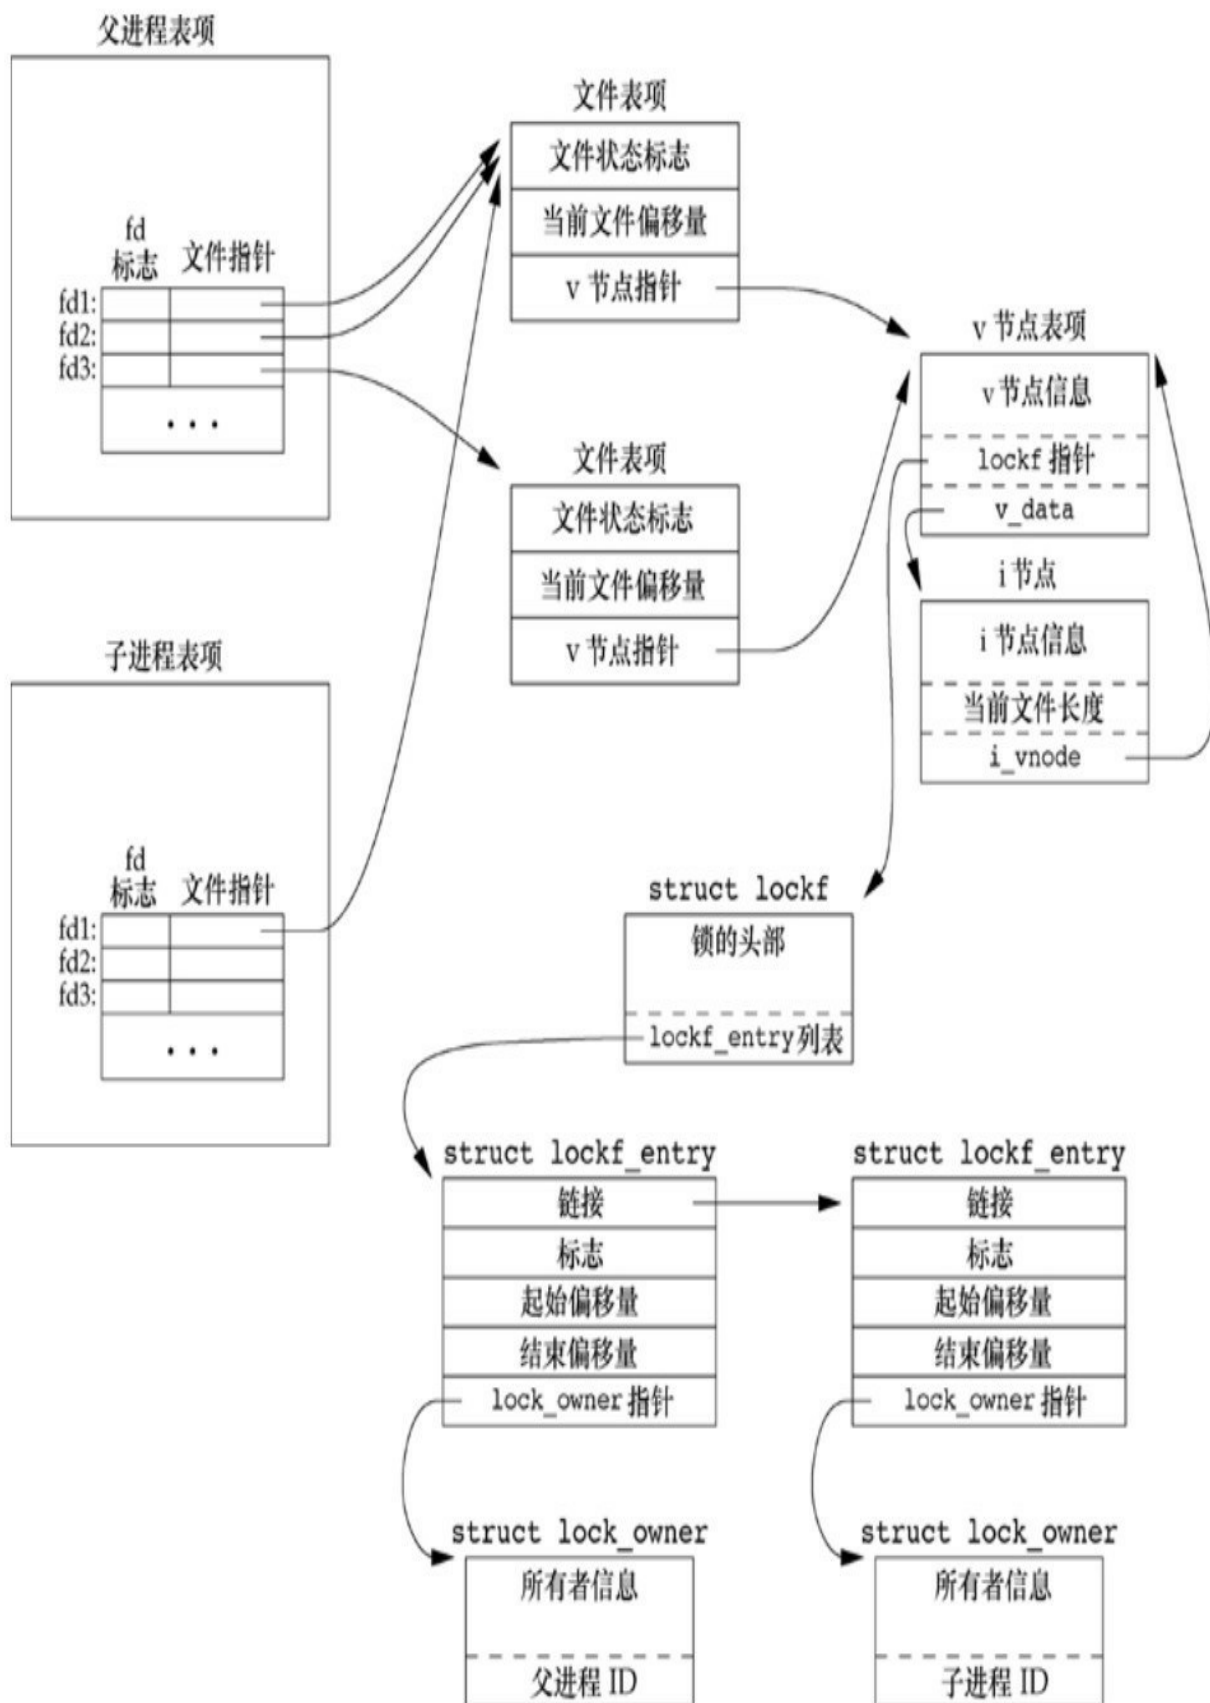 父进程表项
fd
标志 文件指针
fd1:
fd2:
fd3:
• • •
文件表项
文件状态标志
当前文件偏移量
v 节点指针
文件表项
文件状态标志
当前文件偏移量
v 节点指针
v 节点表项
v 节点信息
lockf 指针
v_data
i 节点
i 节点信息
当前文件长度
i_vnode
子进程表项
fd
标志 文件指针
fd1:
fd2:
fd3:
• • •
struct lockf
锁的头部
lockf_entry列表
struct lockf_entry
链接
标志
起始偏移量
结束偏移量
lock_owner 指针
struct lockf_entry
链接
标志
起始偏移量
结束偏移量
lock_owner 指针
struct lock_owner
所有者信息
父进程 ID
struct lock_owner
所有者信息
子进程 ID